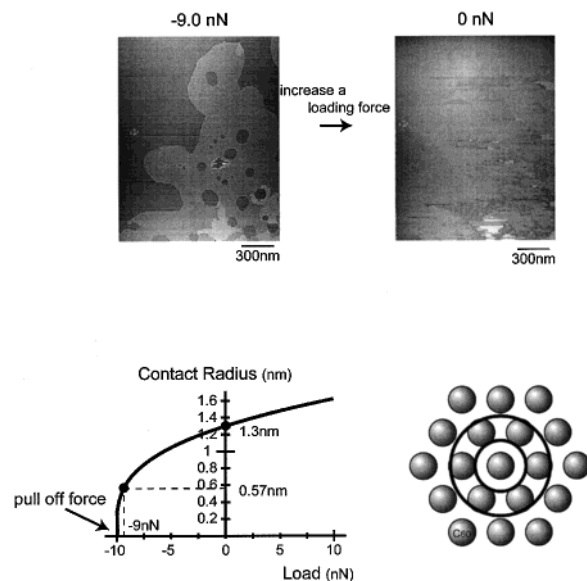 -9.0 nN
0 nN
increase a
loading force
300nm
300nm
Contact Radius (nm)
1.6
1.4
1.2
1
0.8
0.6
0.4
0.2
1.3nm
0.57nm
pull off force
-9nN
-10
-5
0
5
10
Load (nN)
C60